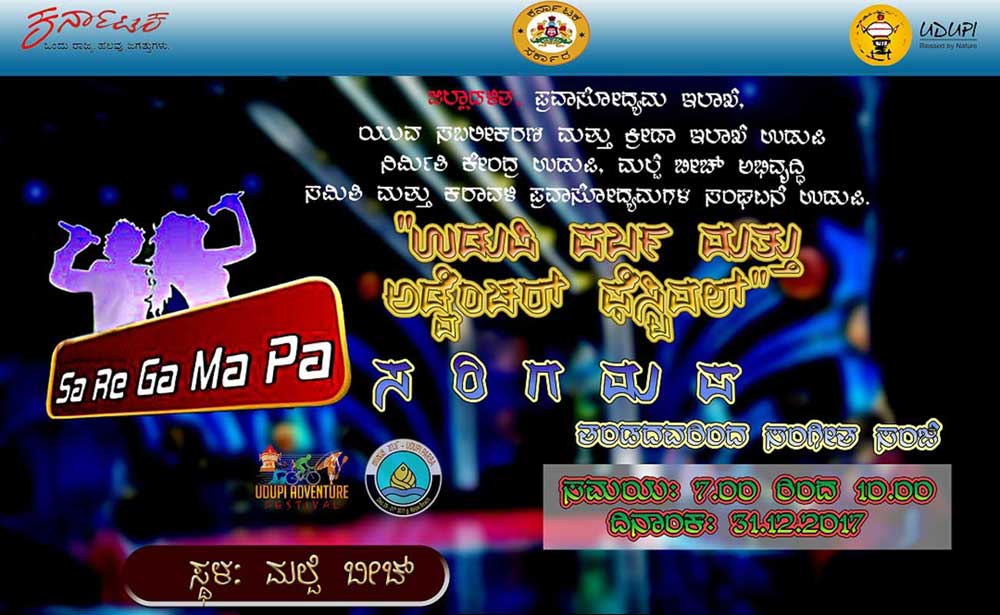 ಕರ್ನಾಟಕ
ಒಂದು ರಾಜ್ಯ. ಹಲವು ಜಗತ್ತುಗಳು.
ಕರ್ನಾಟಕ
ಸರ್ಕಾರ
UDUPI
Blessed by Nature
ಜಿಲ್ಲಾಡಳಿತ, ಪ್ರವಾಸೋದ್ಯಮ ಇಲಾಖೆ,
ಯುವ ಸಬಲೀಕರಣ ಮತ್ತು ಕ್ರೀಡಾ ಇಲಾಖೆ ಉಡುಪಿ
ನಿರ್ಮಿತಿ ಕೇಂದ್ರ ಉಡುಪಿ, ಮಲ್ಪೆ ಬೀಚ್ ಅಭಿವೃದ್ಧಿ
ಸಮಿತಿ ಮತ್ತು ಕರಾವಳಿ ಪ್ರವಾಸೋದ್ಯಮಗಳ ಸಂಘಟನೆ ಉಡುಪಿ.
"ಉಡುಪಿ ಪರ್ಬ ಮತ್ತು
ಅಡ್ವೆಂಚರ್ ಫೆಸ್ಟಿವಲ್"
Sa Re Ga Ma Pa
ಸ ರಿ ಗ ಮ ಪ
ತಂಡದವರಿಂದ ಸಂಗೀತ ಸಂಜೆ
UDUPI ADVENTURE
FESTIVAL
ಸಮಯ: 7.00 ರಿಂದ 10.00
ದಿನಾಂಕ: 31.12.2017
ಸ್ಥಳ: ಮಲ್ಪೆ ಬೀಚ್